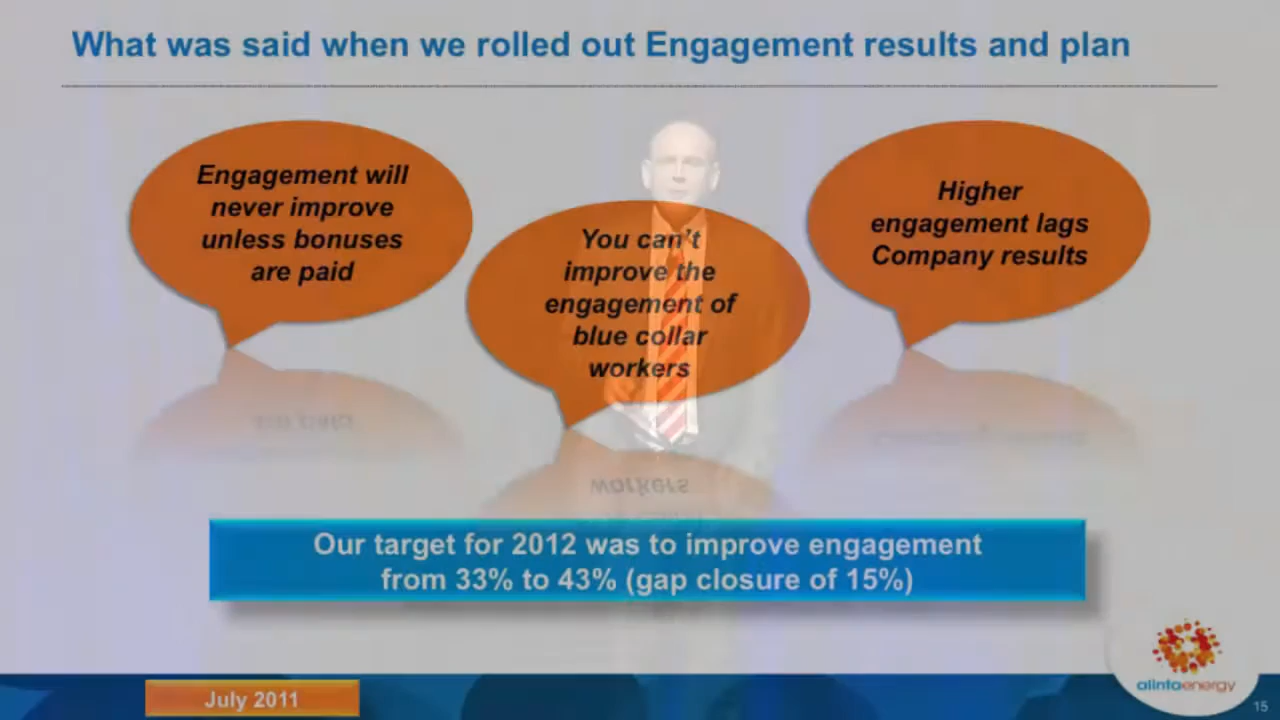 What was said when we rolled out Engagement results and plan
Engagement will
never improve
unless bonuses
are paid
You can't
improve the
engagement of
blue collar
workers
Higher
engagement lags
Company results
Our target for 2012 was to improve engagement
from 33% to 43% (gap closure of 15%)
July 2011
alintaenergy
15